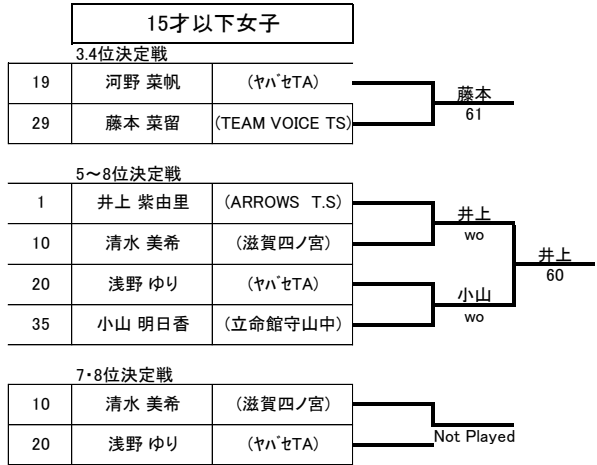 15才以下女子
3.4位決定戦
19 河野 菜帆 (ヤバセTA)
藤本
29 藤本 菜留 (TEAM VOICE TS)
61
5～8位決定戦
1 井上 紫由里 (ARROWS T.S)
井上
10 清水 美希 (滋賀四ノ宮)
wo
井上
20 浅野 ゆり (ヤバセTA)
60
小山
35 小山 明日香 (立命館守山中)
wo
7・8位決定戦
10 清水 美希 (滋賀四ノ宮)
20 浅野 ゆり (ヤバセTA)
Not Played